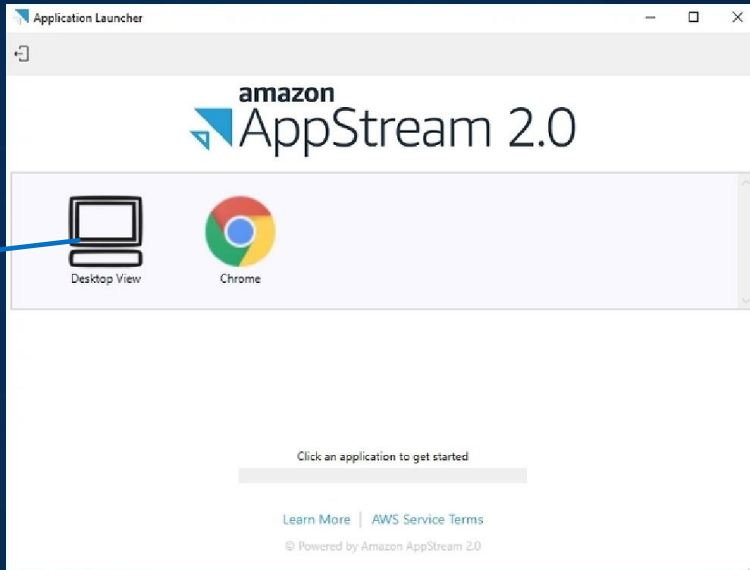 Application Launcher
amazon
AppStream 2.0
Desktop View
Chrome
Click an application to get started
Learn More | AWS Service Terms
© Powered by Amazon AppStream 2.0